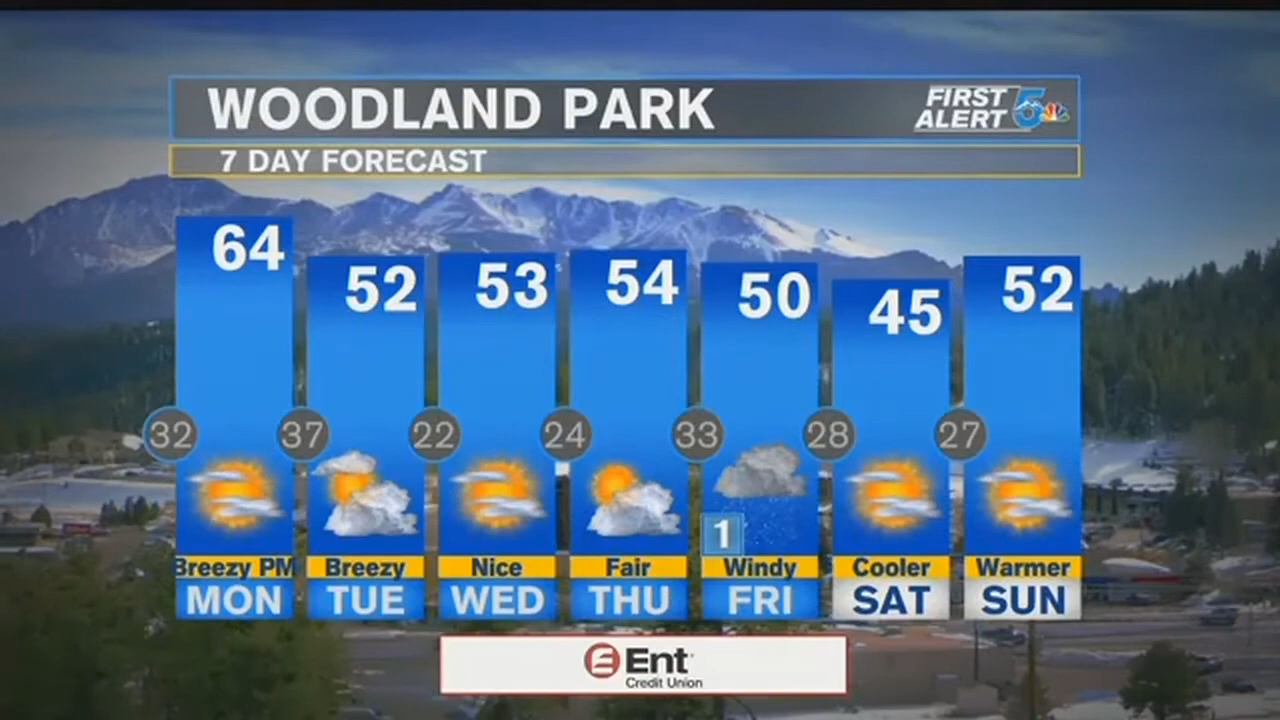 WOODLAND PARK
FIRST
ALERT 5
7 DAY FORECAST
64 52 53 54 50 45 52
32 37 22 24 33 28 27
1
Breezy PM Breezy Nice Fair Windy Cooler Warmer
MON TUE WED THU FRI SAT SUN
Ent
Credit Union